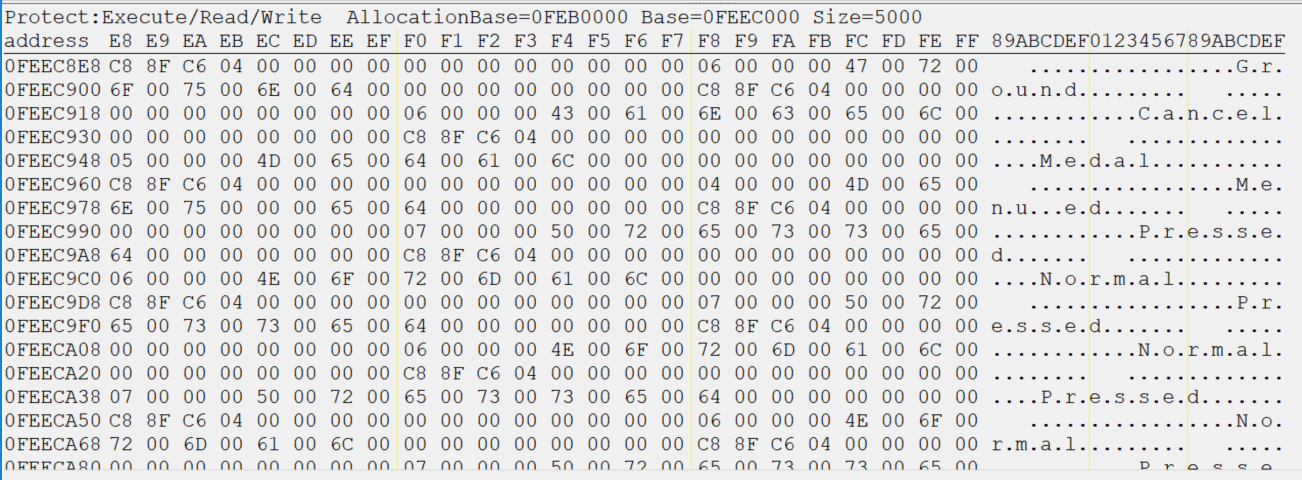 Protect:Execute/Read/Write  AllocationBase=0FEB0000 Base=0FEEC000 Size=5000
address  E8 E9 EA EB EC ED EE EF F0 F1 F2 F3 F4 F5 F6 F7 F8 F9 FA FB FC FD FE FF 89ABCDEF0123456789ABCDEF
0FEEC8E8 C8 8F C6 04 00 00 00 00 00 00 00 00 00 00 00 00 06 00 00 00 47 00 72 00     .................G.r.
0FEEC900 6F 00 75 00 6E 00 64 00 00 00 00 00 00 00 00 00 C8 8F C6 04 00 00 00 00 o.u.n.d.........    .....
0FEEC918 00 00 00 00 00 00 00 00 06 00 00 00 43 00 61 00 6E 00 63 00 65 00 6C 00 ............C.a.n.c.e.l.
0FEEC930 00 00 00 00 00 00 00 00 C8 8F C6 04 00 00 00 00 00 00 00 00 00 00 00 00 ........    .............
0FEEC948 05 00 00 00 4D 00 65 00 64 00 61 00 6C 00 00 00 00 00 00 00 00 00 00 00 ....M.e.d.a.l...........
0FEEC960 C8 8F C6 04 00 00 00 00 00 00 00 00 00 00 00 00 04 00 00 00 4D 00 65 00     .................M.e.
0FEEC978 6E 00 75 00 00 00 65 00 64 00 00 00 00 00 00 00 C8 8F C6 04 00 00 00 00 n.u...e.d.......    .....
0FEEC990 00 00 00 00 00 00 00 00 07 00 00 00 50 00 72 00 65 00 73 00 73 00 65 00 ............P.r.e.s.s.e.
0FEEC9A8 64 00 00 00 00 00 00 00 C8 8F C6 04 00 00 00 00 00 00 00 00 00 00 00 00 d.......    .............
0FEEC9C0 06 00 00 00 4E 00 6F 00 72 00 6D 00 61 00 6C 00 00 00 00 00 00 00 00 00 ....N.o.r.m.a.l.........
0FEEC9D8 C8 8F C6 04 00 00 00 00 00 00 00 00 00 00 00 00 07 00 00 00 50 00 72 00     .................P.r
0FEEC9F0 65 00 73 00 73 00 65 00 64 00 00 00 00 00 00 00 C8 8F C6 04 00 00 00 00 e.s.s.e.d.......    .....
0FEECA08 00 00 00 00 00 00 00 00 06 00 00 00 4E 00 6F 00 72 00 6D 00 61 00 6C 00 ............N.o.r.m.a.l.
0FEECA20 00 00 00 00 00 00 00 00 C8 8F C6 04 00 00 00 00 00 00 00 00 00 00 00 00 ........    .............
0FEECA38 07 00 00 00 50 00 72 00 65 00 73 00 73 00 65 00 64 00 00 00 00 00 00 00 ....P.r.e.s.s.e.d.......
0FEECA50 C8 8F C6 04 00 00 00 00 00 00 00 00 00 00 00 00 06 00 00 00 4E 00 6F 00     .................N.o.
0FEECA68 72 00 6D 00 61 00 6C 00 00 00 00 00 00 00 00 00 C8 8F C6 04 00 00 00 00 r.m.a.l.........    .....
0FEECA80 00 00 00 00 00 00 00 00 07 00 00 00 50 00 72 00 65 00 73 00 73 00 65 00 P r e s s e